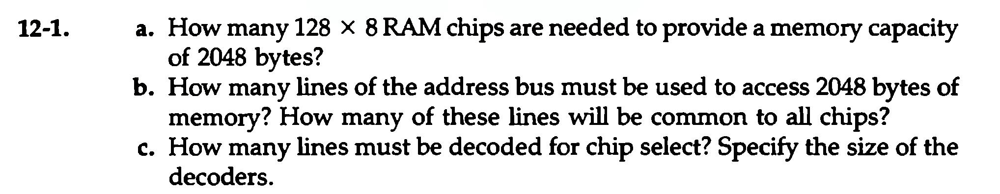 12-1. a. How many 128 × 8 RAM chips are needed to provide a memory capacity
of 2048 bytes?
b. How many lines of the address bus must be used to access 2048 bytes of
memory? How many of these lines will be common to all chips?
c. How many lines must be decoded for chip select? Specify the size of the
decoders.